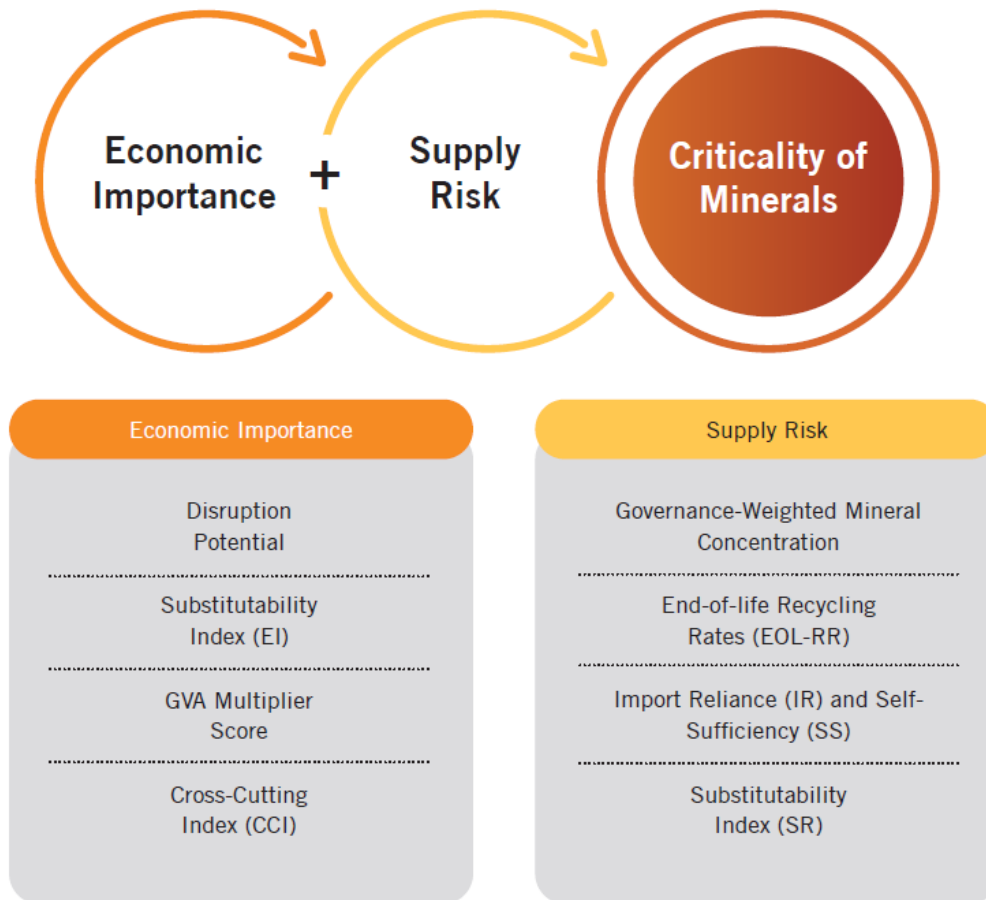 Economic
Importance
+
Supply
Risk
Criticality of
Minerals
Economic Importance
Disruption
Potential
Substitutability
Index (EI)
GVA Multiplier
Score
Cross-Cutting
Index (CCI)
Supply Risk
Governance-Weighted Mineral
Concentration
End-of-life Recycling
Rates (EOL-RR)
Import Reliance (IR) and Self-
Sufficiency (SS)
Substitutability
Index (SR)